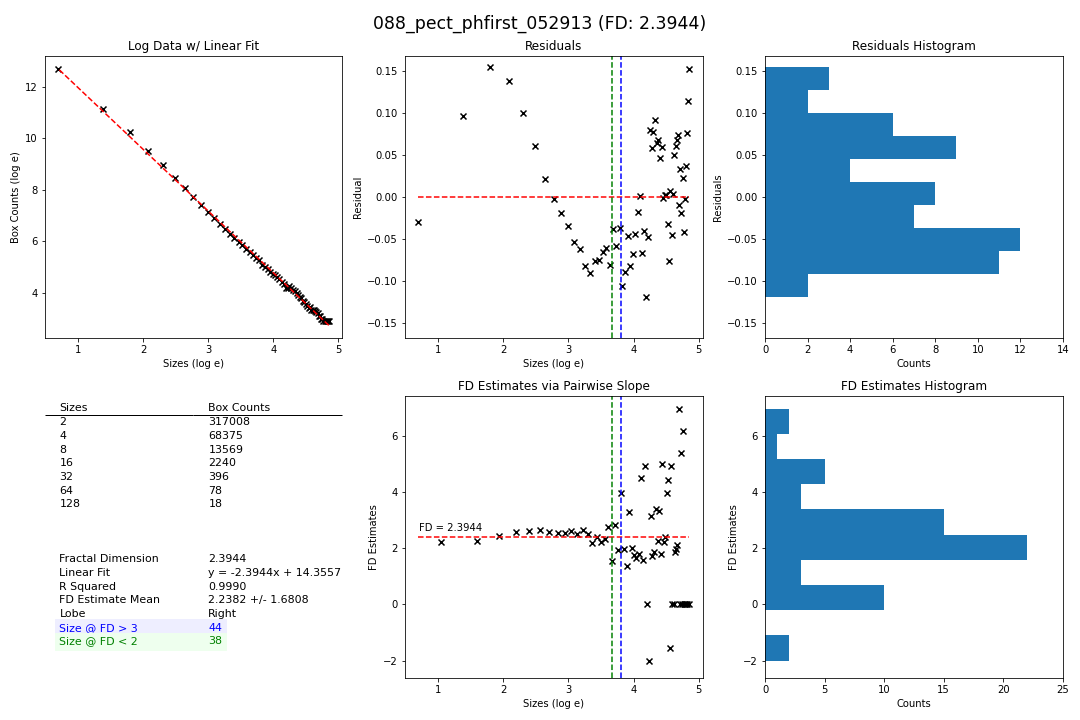 088_pect_phfirst_052913 (FD: 2.3944)
Log Data w/ Linear Fit
Box Counts (log e)
12
10
8
6
4
1 2 3 4 5
Sizes (log e)
Residuals
Residual
0.15
0.10
0.05
0.00
−0.05
−0.10
−0.15
1 2 3 4 5
Sizes (log e)
Residuals Histogram
Residuals
0.15
0.10
0.05
0.00
−0.05
−0.10
−0.15
0 2 4 6 8 10 12 14
Counts
Sizes Box Counts
2 317008
4 68375
8 13569
16 2240
32 396
64 78
128 18
Fractal Dimension 2.3944
Linear Fit y = -2.3944x + 14.3557
R Squared 0.9990
FD Estimate Mean 2.2382 +/- 1.6808
Lobe Right
Size @ FD > 3 44
Size @ FD < 2 38
FD Estimates via Pairwise Slope
FD Estimates
6
4
2
0
−2
FD = 2.3944
1 2 3 4 5
Sizes (log e)
FD Estimates Histogram
FD Estimates
6
4
2
0
−2
0 5 10 15 20 25
Counts